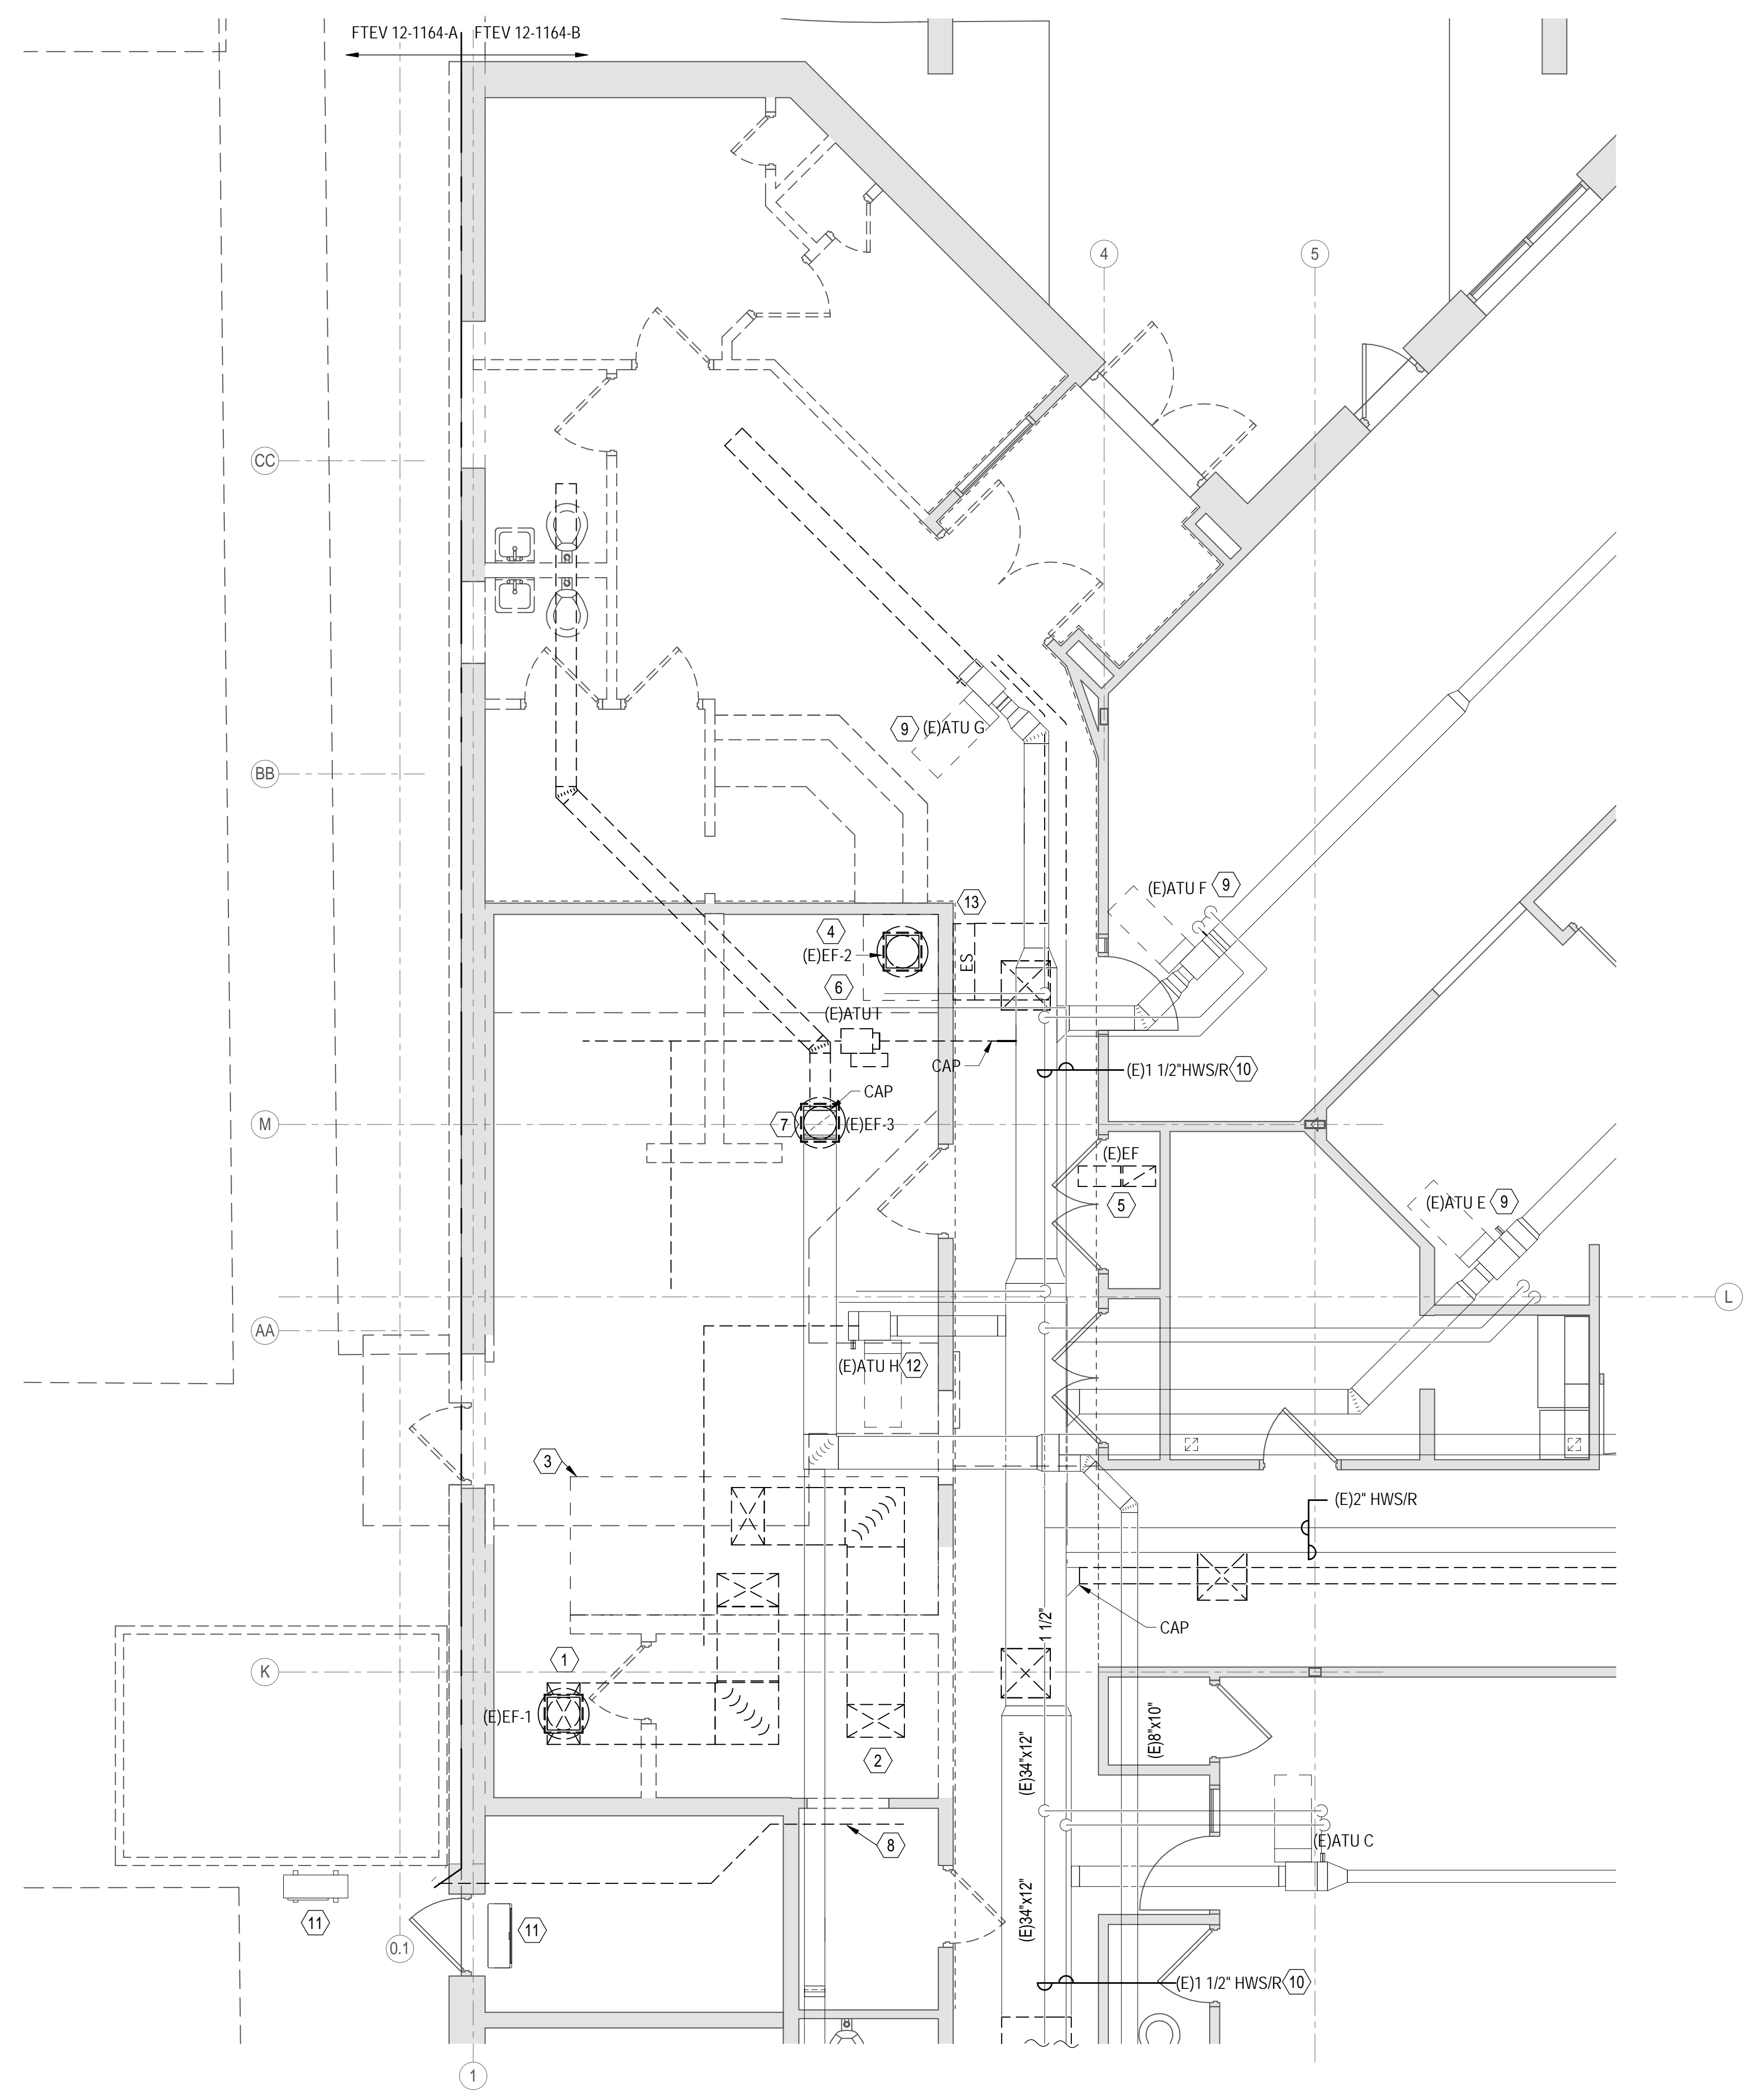 FTEV 12-1164-A FTEV 12-1164-B
4
5
CC
9 (E)ATU G
BB
(E)ATU F 9
13
4
(E)EF-2
ES
6
(E)ATU I
CAP
(E)1 1/2"HWS/R 10
CAP
M
7
(E)EF-3
(E)EF
5
(E)ATU E 9
L
AA
(E)ATU H 12
3
(E)2" HWS/R
CAP
1 1/2"
1
K
(E)EF-1
(E)8"x10"
(E)34"x12"
2
8
(E)ATU C
11
11
(E)34"x12"
0.1
(E)1 1/2" HWS/R 10
1